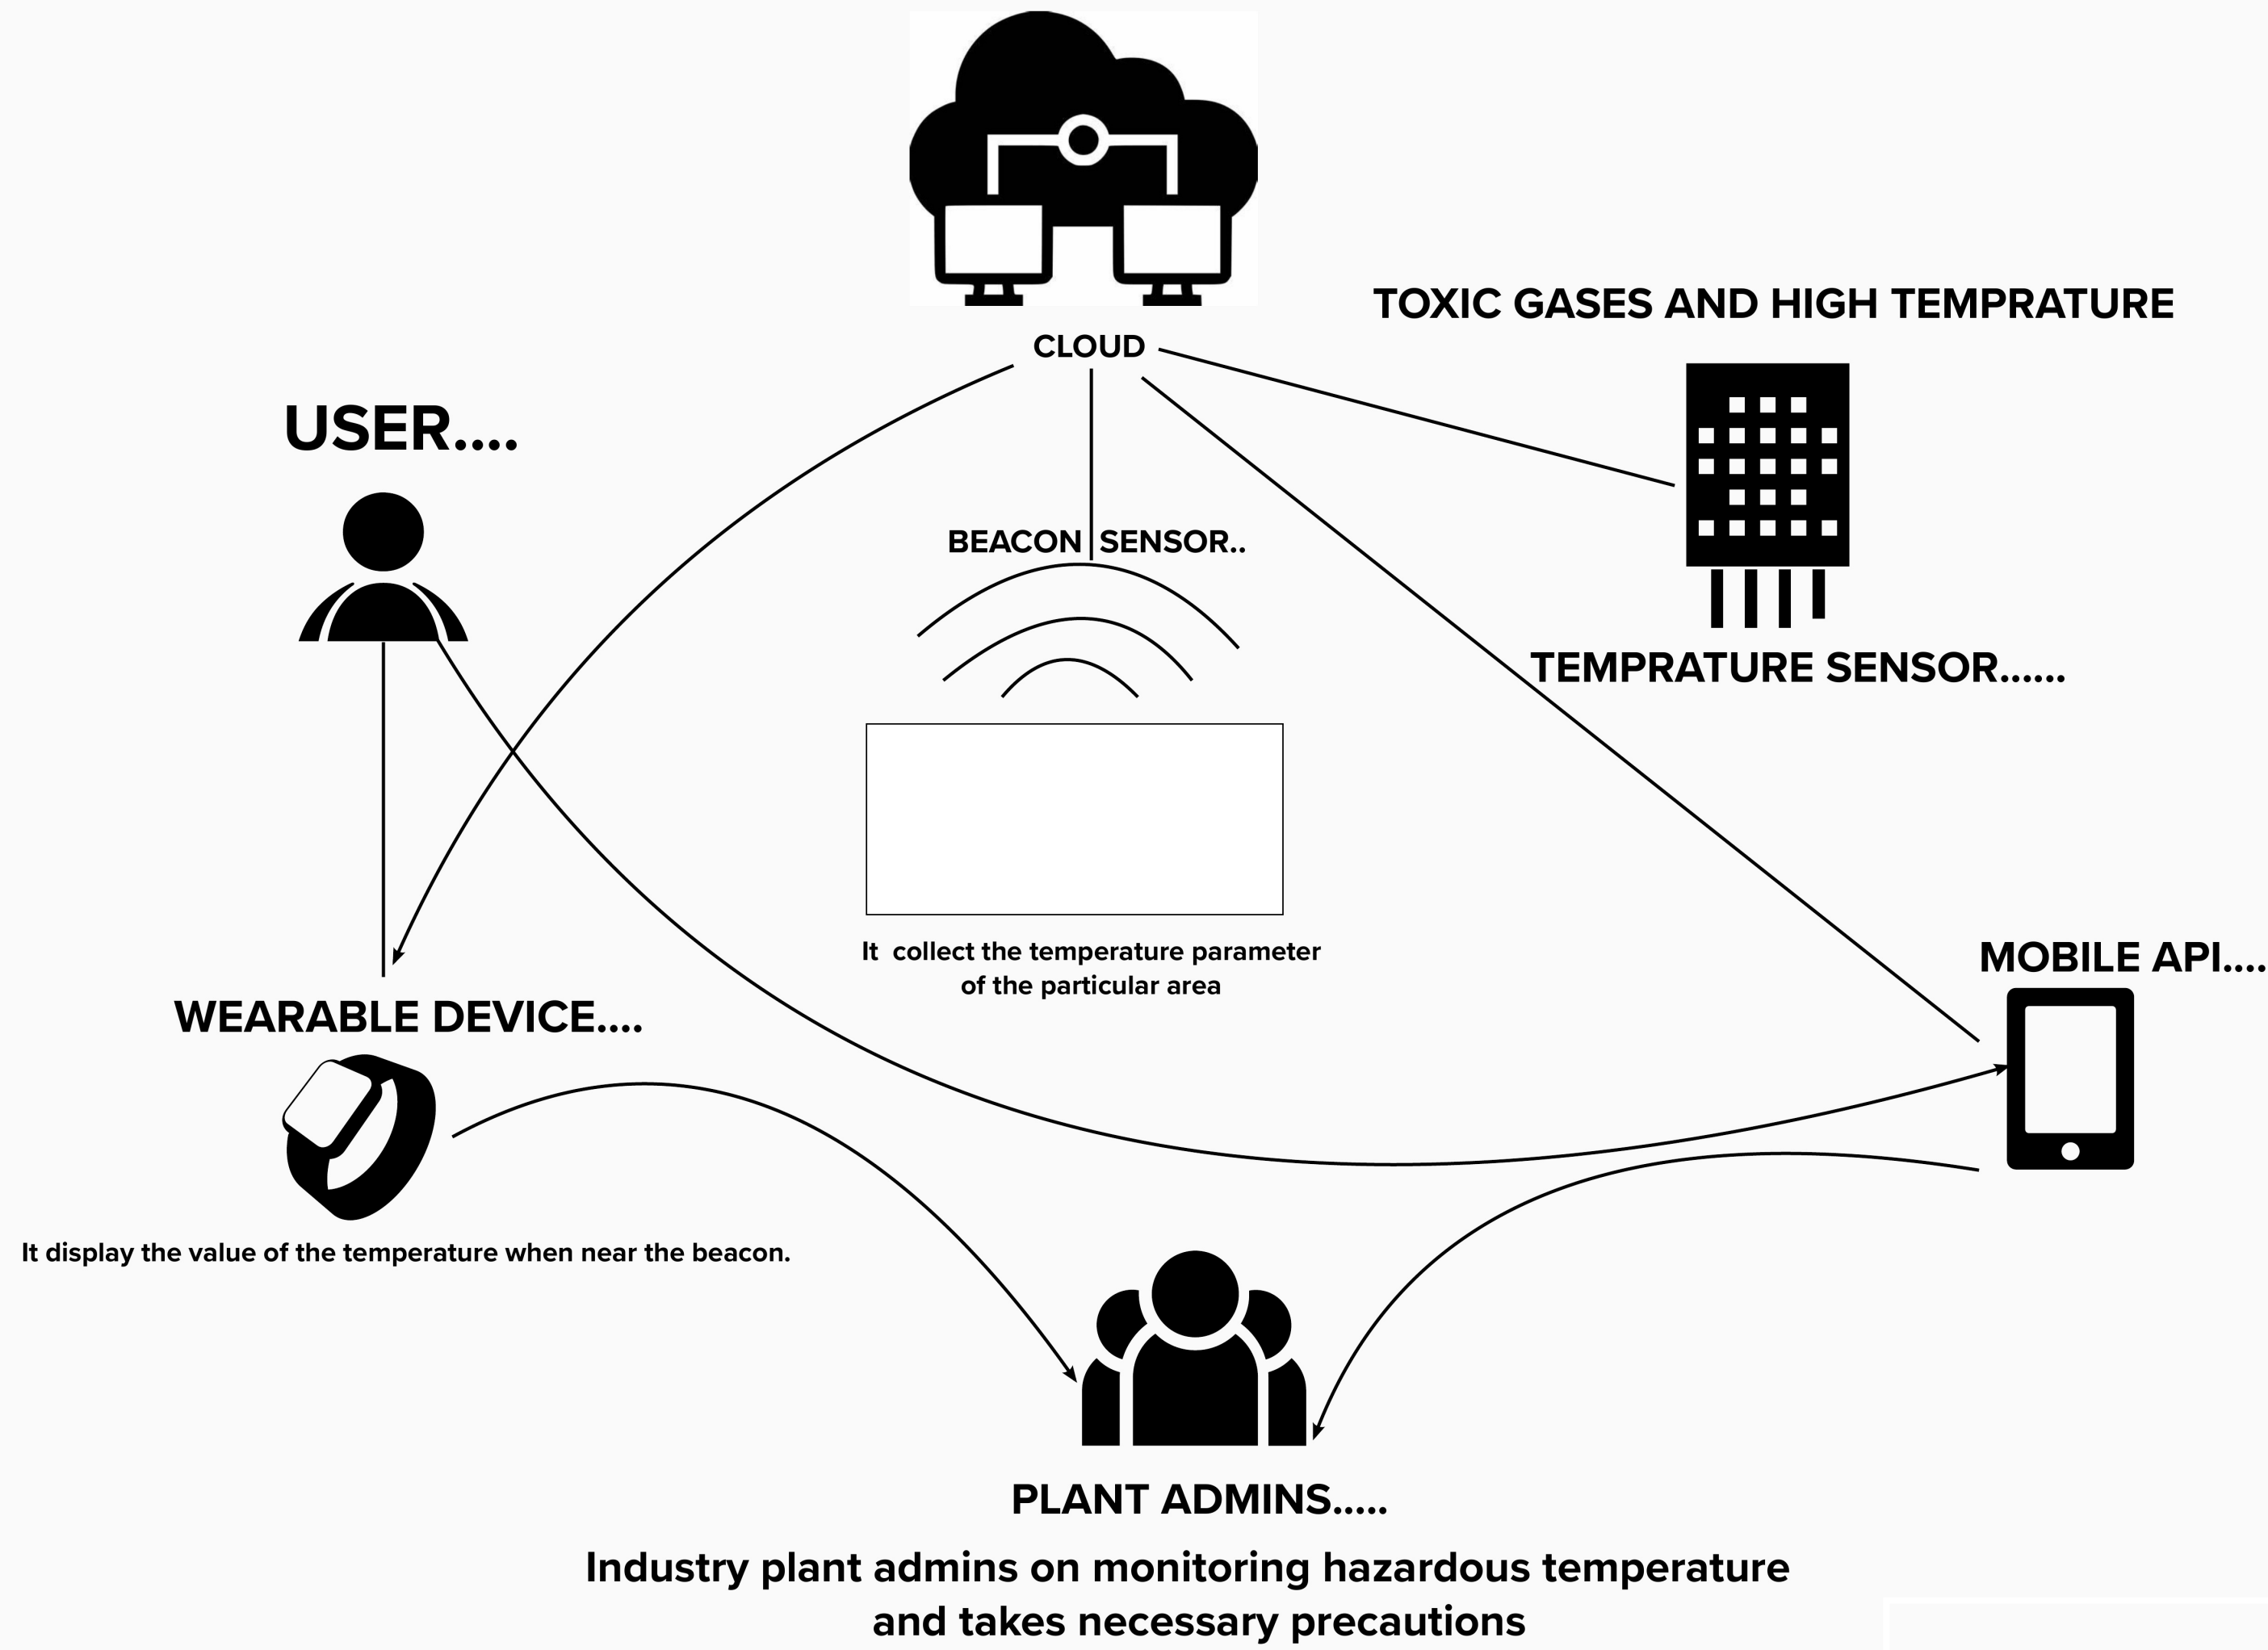 CLOUD
TOXIC GASES AND HIGH TEMPRATURE
USER....
BEACON SENSOR..
TEMPRATURE SENSOR......
It  collect the temperature parameter
of the particular area
MOBILE API....
WEARABLE DEVICE....
It display the value of the temperature when near the beacon.
PLANT ADMINS.....
Industry plant admins on monitoring hazardous temperature
and takes necessary precautions